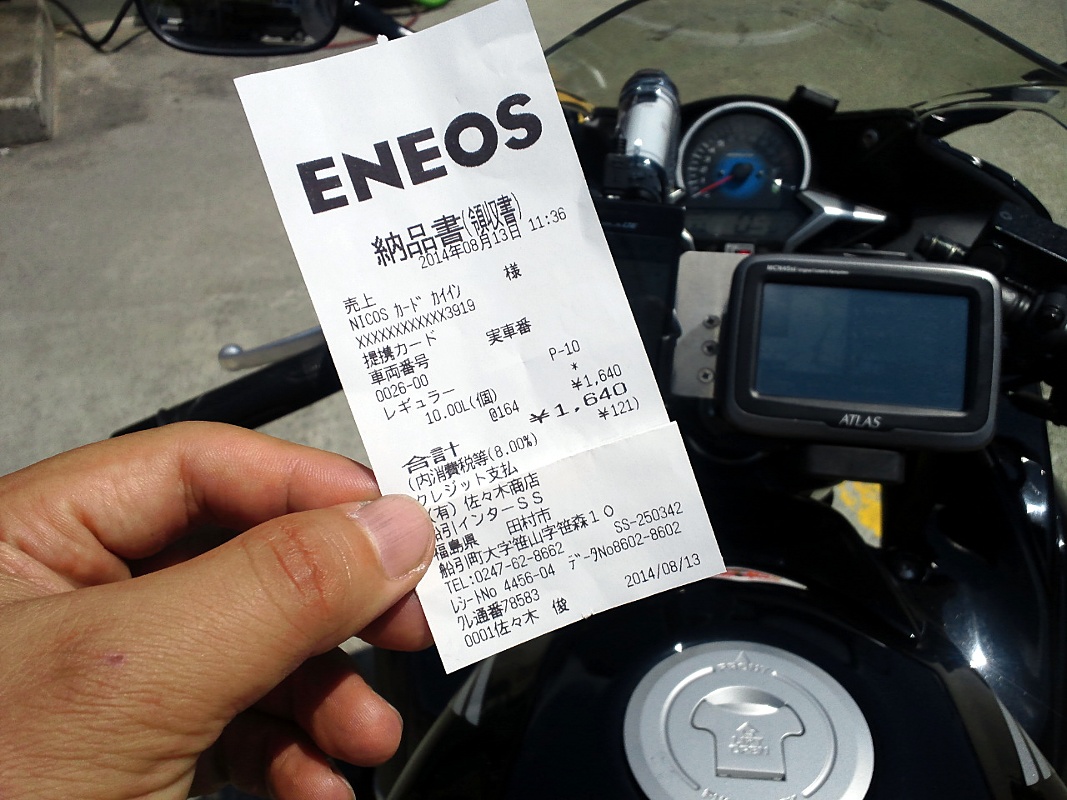 ENEOS
納品書(領収書)
2014年08月13日 11:36
様
売上
NICOS カード カイイン
XXXXXXXXXXXX3919
提携カード 実車番
車両番号
0026-00 P-10
レギュラー *
10.00L(個) @164 ¥1,640
合計 ¥1,640
(内消費税等(8.00%) ¥121)
クレジット支払
(有) 佐々木商店
船引インターSS
福島県 田村市
船引町大字笹山字笹森10
TEL:0247-62-8662 SS-250342
レシートNo 4456-04 データNo8602-8602
クレ通番78583
0001佐々木 俊 2014/08/13
ATLAS